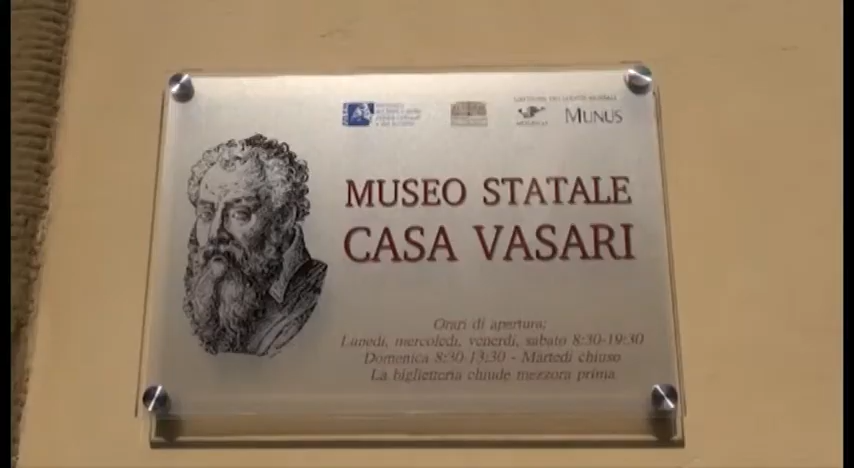 MUNUS
MUSEO STATALE
CASA VASARI
Orari di apertura:
Lunedì, mercoledì, venerdì, sabato 8:30-19:30
Domenica 8:30-13:30 - Martedì chiuso
La biglietteria chiude mezzora prima